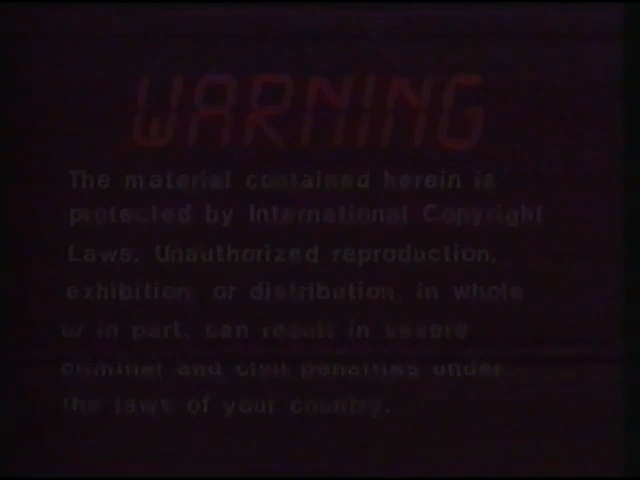 WARNING
The material contained herein is
protected by International Copyright
Laws. Unauthorized reproduction,
exhibition, or distribution, in whole
or in part, can result in severe
criminal and civil penalties under
the laws of your country.